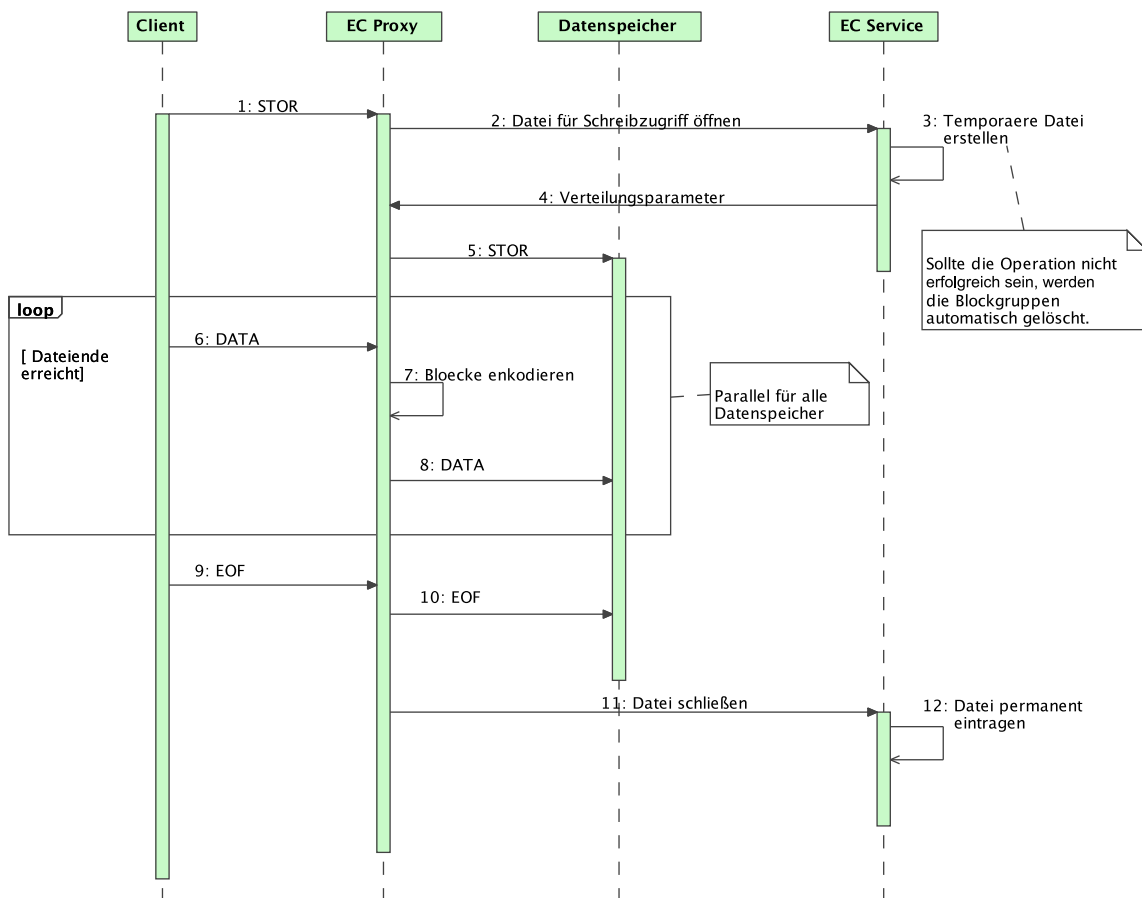 Client
EC Proxy
Datenspeicher
EC Service
1: STOR
2: Datei für Schreibzugriff öffnen
3: Temporaere Datei
erstellen
4: Verteilungsparameter
5: STOR
Sollte die Operation nicht
erfolgreich sein, werden
die Blockgruppen
automatisch gelöscht.
loop
[ Dateiende
erreicht]
6: DATA
7: Bloecke enkodieren
Parallel für alle
Datenspeicher
8: DATA
9: EOF
10: EOF
11: Datei schließen
12: Datei permanent
eintragen